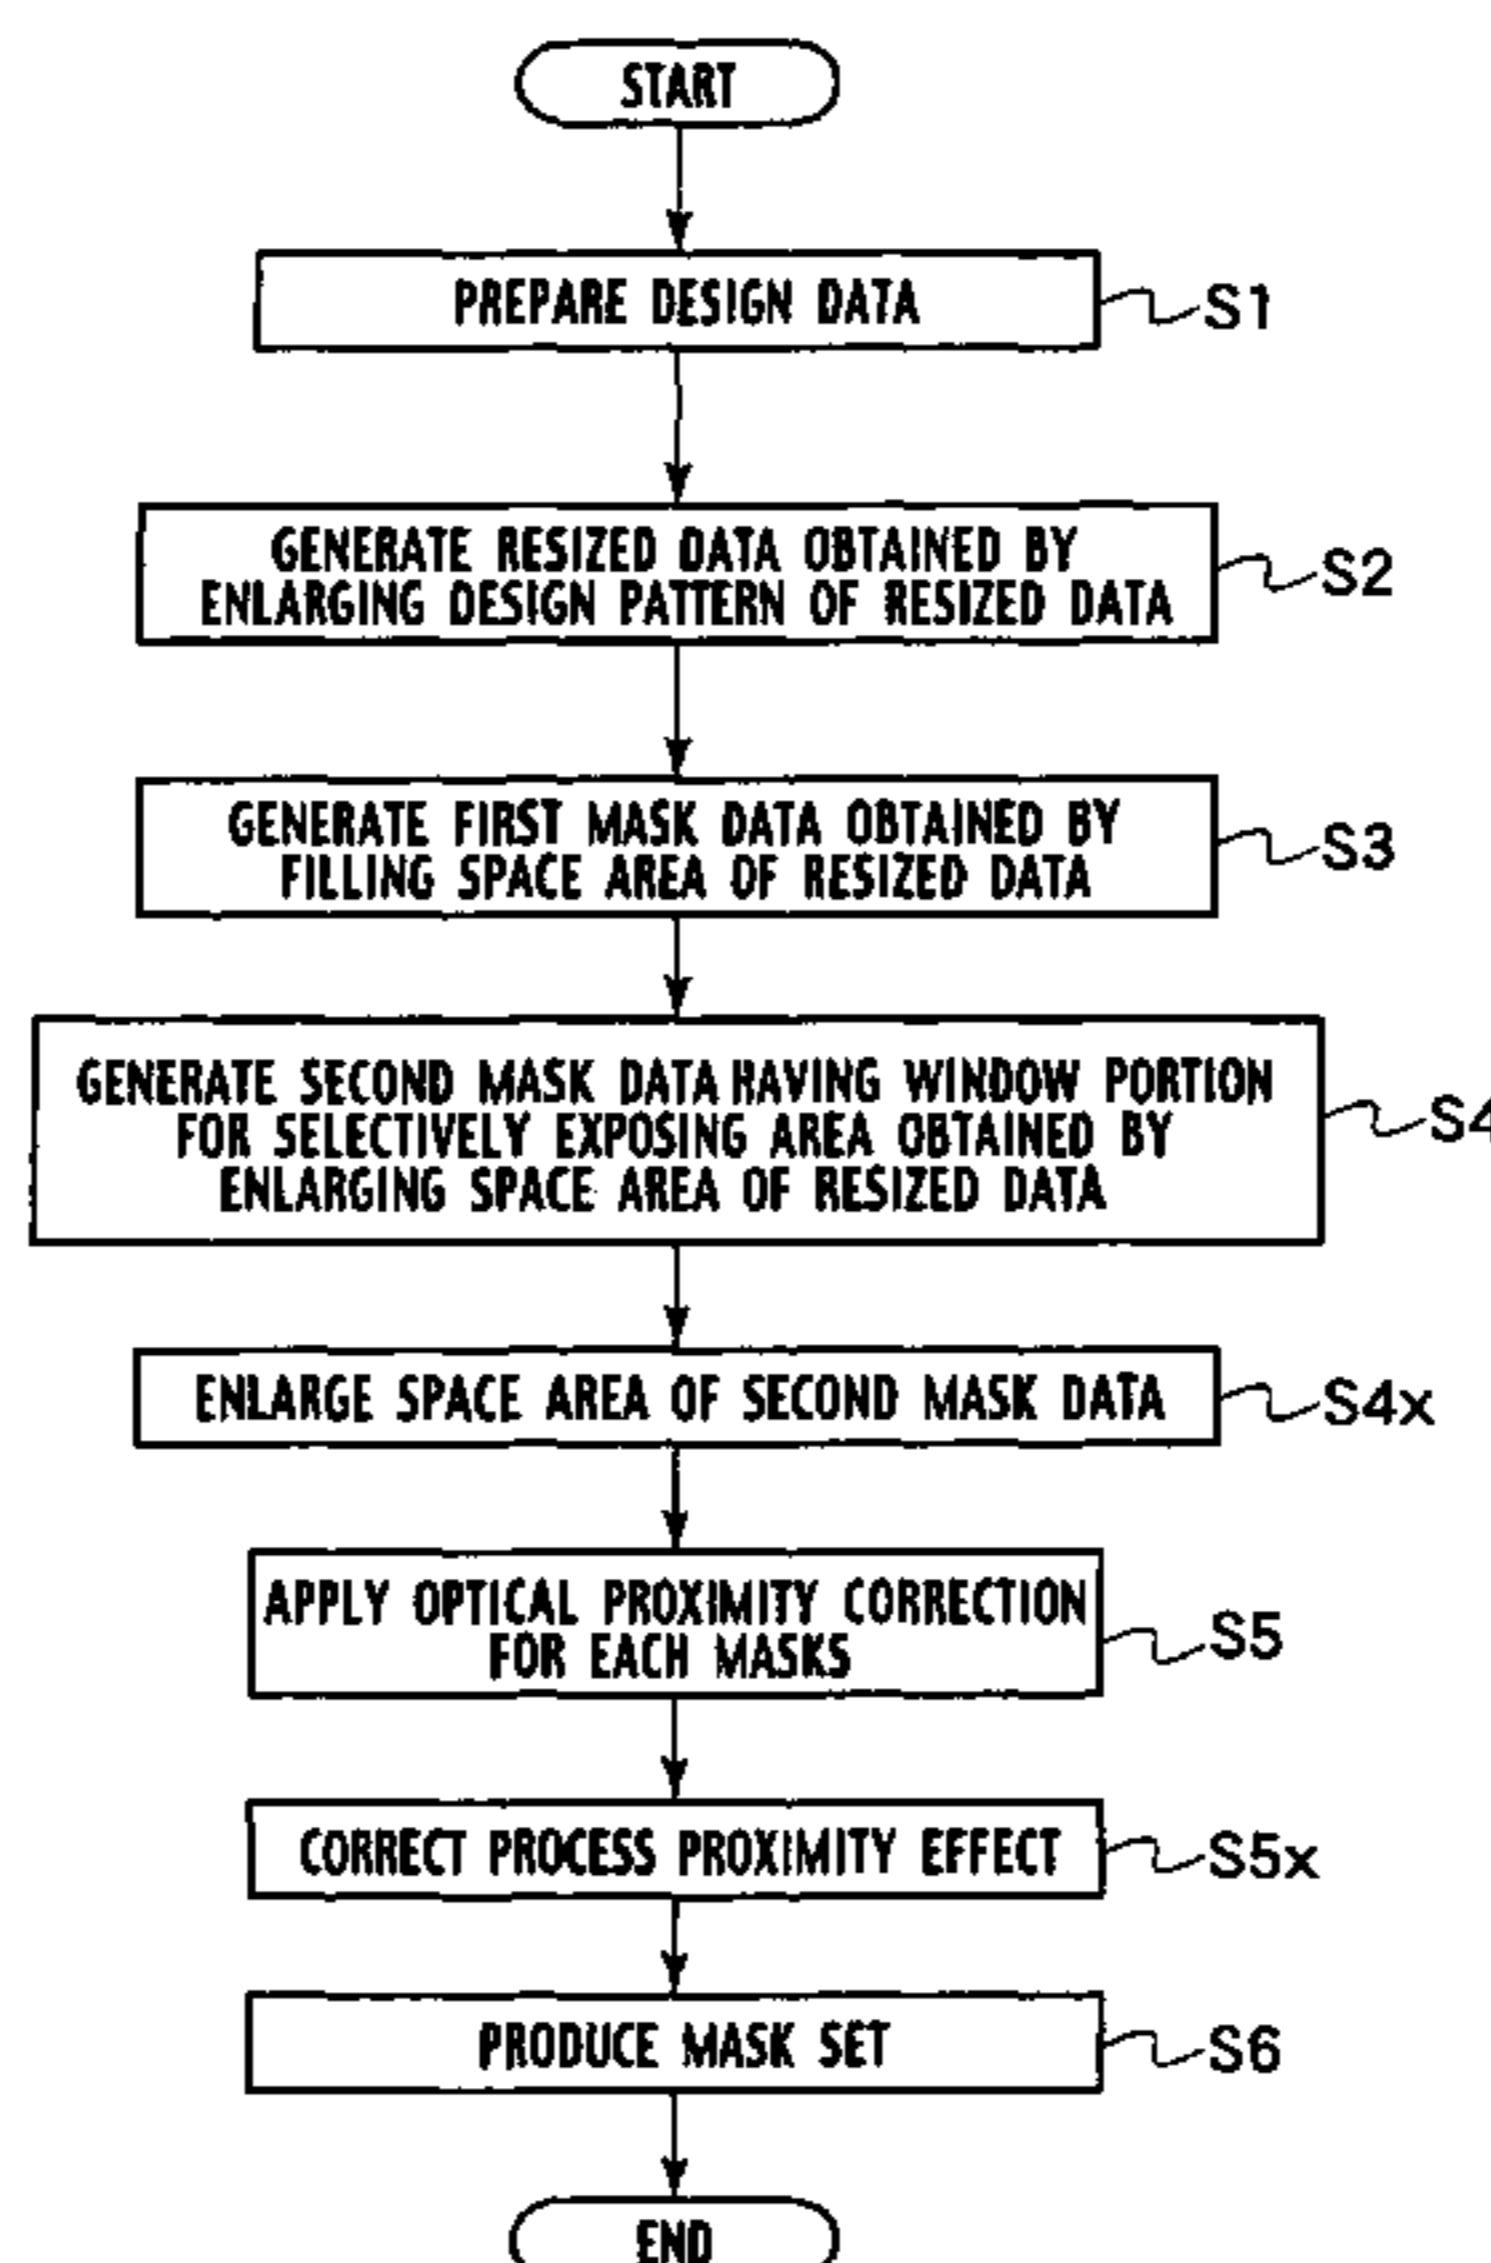 START
PREPARE DESIGN DATA
S1
GENERATE RESIZED DATA OBTAINED BY
ENLARGING DESIGN PATTERN OF RESIZED DATA
S2
GENERATE FIRST MASK DATA OBTAINED BY
FILLING SPACE AREA OF RESIZED DATA
S3
GENERATE SECOND MASK DATA HAVING WINDOW PORTION
FOR SELECTIVELY EXPOSING AREA OBTAINED BY
ENLARGING SPACE AREA OF RESIZED DATA
S4
ENLARGE SPACE AREA OF SECOND MASK DATA
S4x
APPLY OPTICAL PROXIMITY CORRECTION
FOR EACH MASKS
S5
CORRECT PROCESS PROXIMITY EFFECT
S5x
PRODUCE MASK SET
S6
END